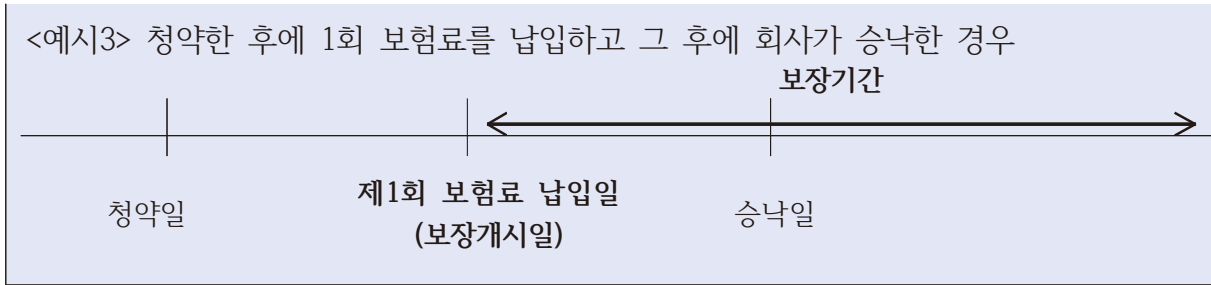 <예시3> 청약한 후에 1회 보험료를 납입하고 그 후에 회사가 승낙한 경우
보장기간
청약일
제1회 보험료 납입일
(보장개시일)
승낙일